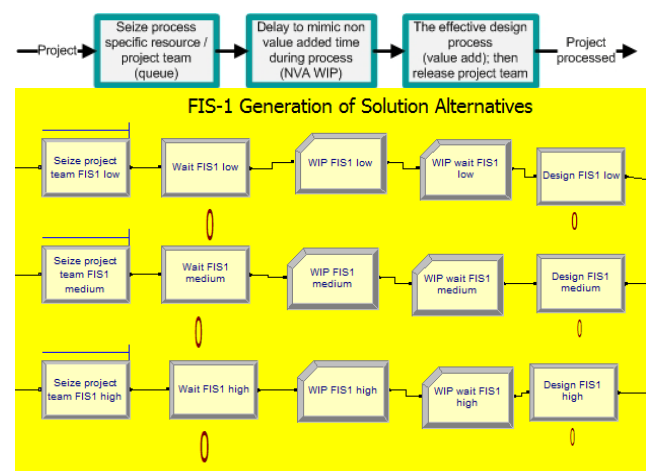 Project
Seize process
specific resource /
project team
(queue)
Delay to mimic non
value added time
during process
(NVA WIP)
The effective design
process
(value add); then
release project team
Project
processed
FIS-1 Generation of Solution Alternatives
Seize project
team FIS1 low
Wait FIS1 low
WIP FIS1 low
WIP wait FIS1
low
Design FIS1 low
0
0
Seize project
team FIS1
medium
Wait FIS1
medium
WIP FIS1
medium
WIP wait FIS1
medium
Design FIS1
medium
0
0
Seize project
team FIS1 high
Wait FIS1 high
WIP FIS1 high
WIP wait FIS1
high
Design FIS1
high
0
0